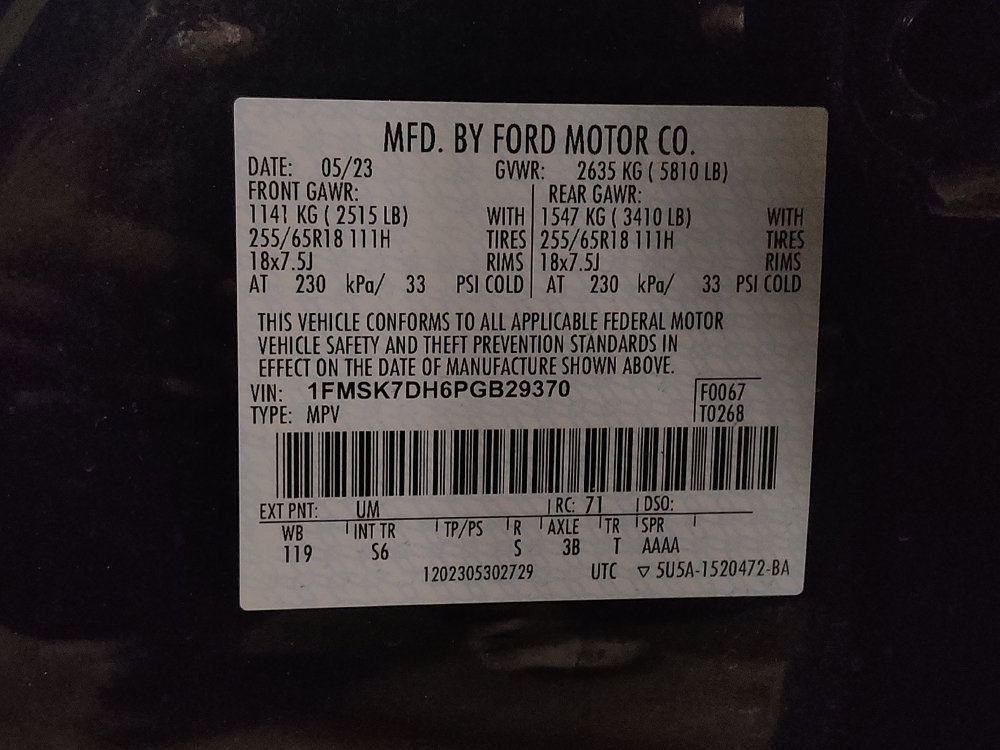 MFD. BY FORD MOTOR CO.
DATE: 05/23 GVWR: 2635 KG ( 5810 LB)
FRONT GAWR: REAR GAWR:
1141 KG ( 2515 LB) WITH 1547 KG ( 3410 LB) WITH
255/65R18 111H TIRES 255/65R18 111H TIRES
18x7.5J RIMS 18x7.5J RIMS
AT 230 kPa/ 33 PSI COLD AT 230 kPa/ 33 PSI COLD
THIS VEHICLE CONFORMS TO ALL APPLICABLE FEDERAL MOTOR
VEHICLE SAFETY AND THEFT PREVENTION STANDARDS IN
EFFECT ON THE DATE OF MANUFACTURE SHOWN ABOVE.
VIN: 1FMSK7DH6PGB29370 F0067
TYPE: MPV T0268
EXT PNT: UM RC: 71 DSO:
WB INT TR TP/PS R AXLE TR SPR
119 S6 S 3B T AAAA
1202305302729 UTC ▽ 5U5A-1520472-BA